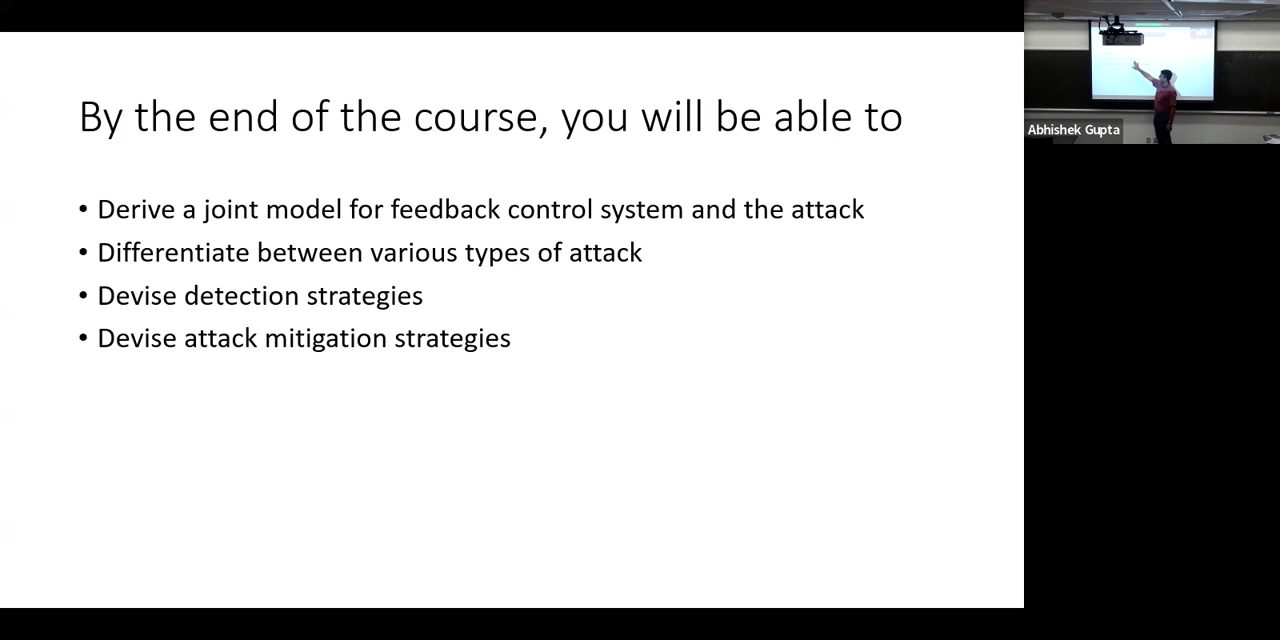 By the end of the course, you will be able to
• Derive a joint model for feedback control system and the attack
• Differentiate between various types of attack
• Devise detection strategies
• Devise attack mitigation strategies
Abhishek Gupta